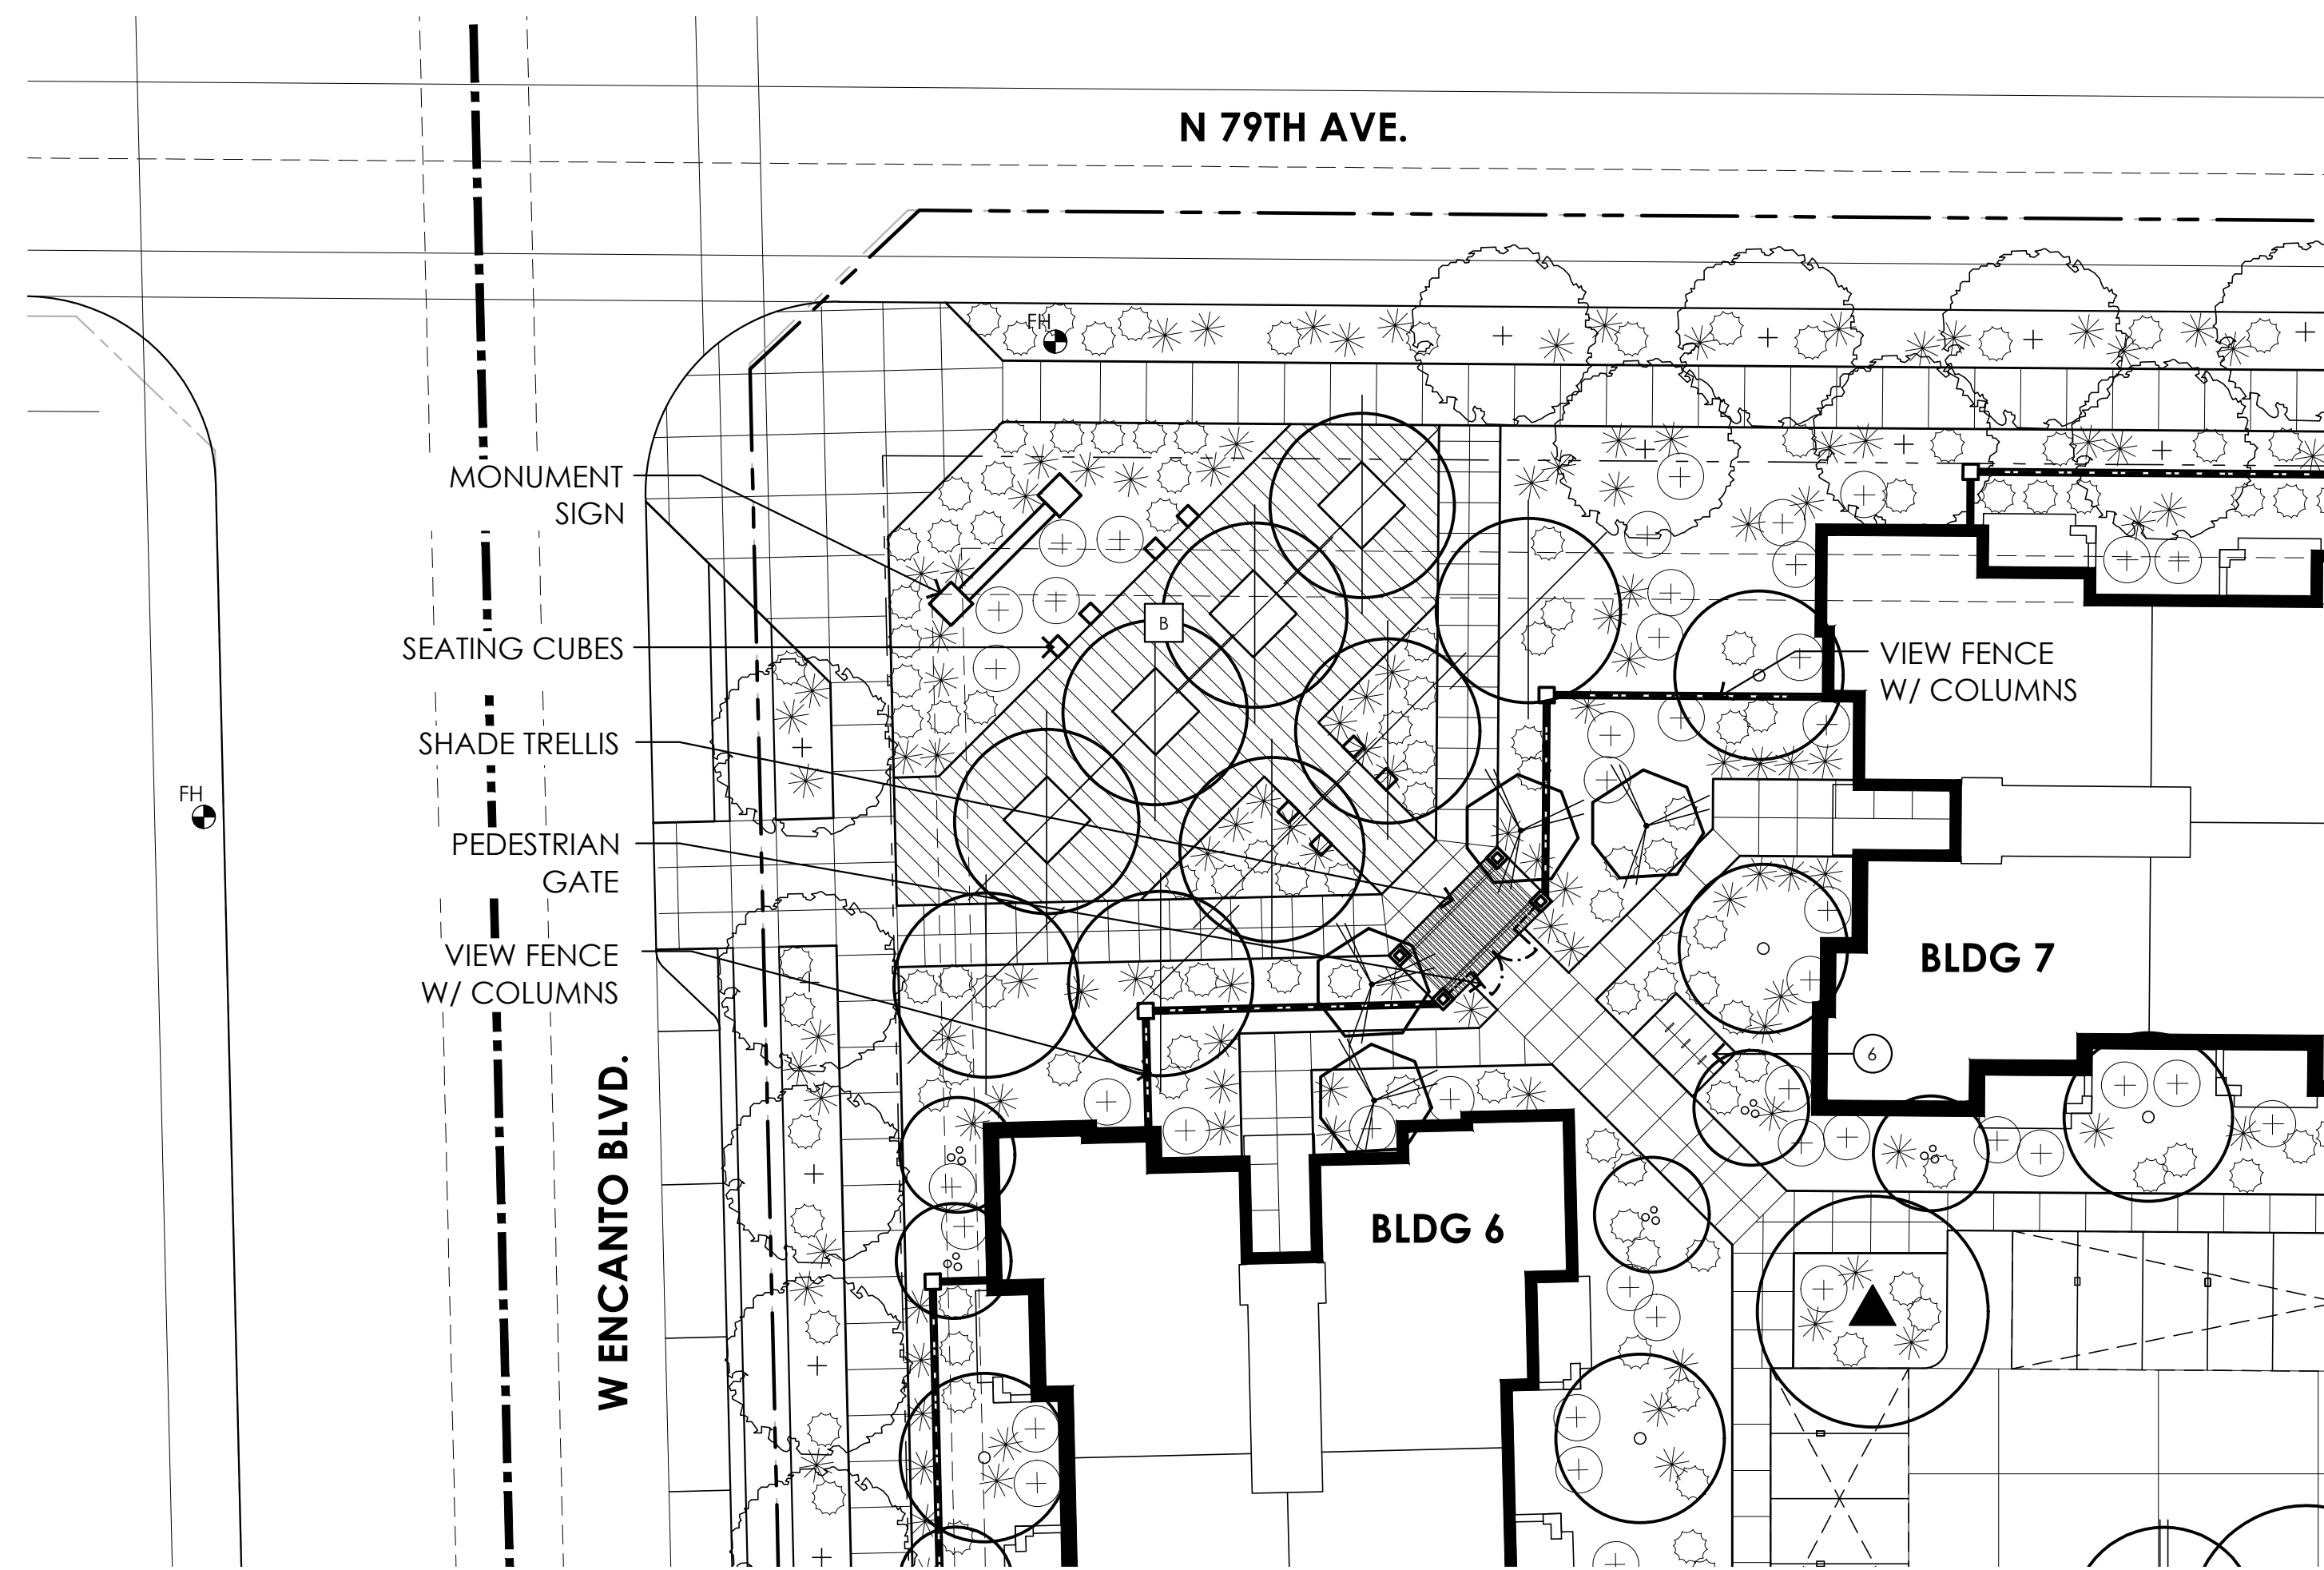 N 79TH AVE.
FH
MONUMENT
SIGN
B
SEATING CUBES
VIEW FENCE
W/ COLUMNS
SHADE TRELLIS
FH
PEDESTRIAN
GATE
VIEW FENCE
W/ COLUMNS
BLDG 7
6
W ENCANTO BLVD.
BLDG 6